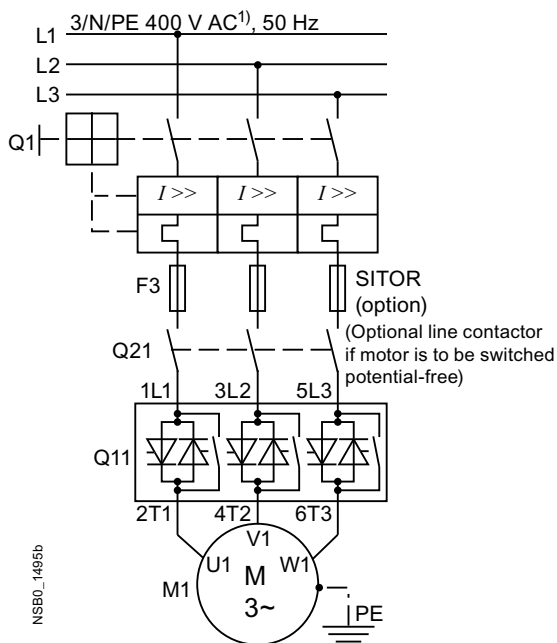 3/N/PE 400 V AC1), 50 Hz
L1
L2
L3
Q1
I >> I >> I >>
F3
SITOR
(option)
(Optional line contactor
if motor is to be switched
potential-free)
Q21
1L1 3L2 5L3
Q11
2T1 4T2 6T3
V1
U1 W1
M1
M
3~
PE
NSB0_1495b